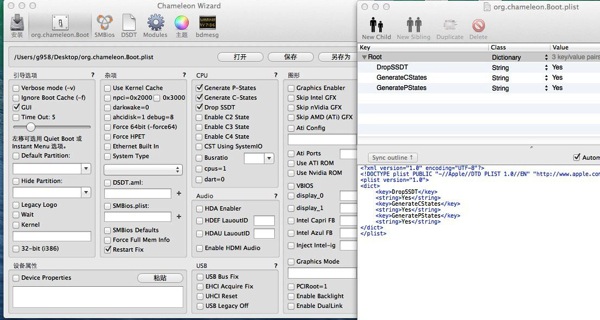 Chameleon Wizard
安装
org.chameleon.Boot
SMBios
DSDT
Modules
主题
bdmesg
/Users/g958/Desktop/org.chameleon.Boot.plist
打开
保存
另存为
引导选项 ?
Verbose mode (-v)
Ignore Boot Cache (-f)
GUI
Time Out: 5
左移可选用 Quiet Boot 或
Instant Menu 选项。
Default Partition:
Hide Partition:
Legacy Logo
Wait
Kernel
32-bit (i386)
杂项 ?
Use Kernel Cache
npci=0x2000
0x3000
darkwake=0
ahcidisk=1 debug=8
Force 64bit (-force64)
Force HPET
Ethernet Built In
System Type
DSDT.aml:
+
SMBios.plist:
+
SMBios Defaults
Force Full Mem Info
Restart Fix
CPU ?
Generate P-States
Generate C-States
Drop SSDT
Enable C2 State
Enable C3 State
Enable C4 State
CST Using SystemIO
Busratio
cpus=1
dart=0
Audio ?
HDA Enabler
HDEF LayoutID
HDAU LayoutID
Enable HDMI Audio
USB ?
USB Bus Fix
EHCI Acquire Fix
UHCI Reset
USB Legacy Off
图形
Graphics Enabler
Skip Intel GFX
Skip nVidia GFX
Skip AMD (ATI) GFX
Ati Config
Ati Ports
Use ATI ROM
Use Nvidia ROM
VBIOS
display_0
display_1
Intel Capri FB
Intel Azul FB
Inject Intel-ig
Graphics Mode
PCIRoot=1
Enable Backlight
Enable DualLink
设备属性 ?
Device Properties
粘贴
org.chameleon.Boot.plist
New Child
New Sibling
Duplicate
Delete
Key Class Value
Root Dictionary 3 key/value pairs
DropSSDT String Yes
GenerateCStates String Yes
GeneratePStates String Yes
Sync outline ↑
Autom
<?xml version="1.0" encoding="UTF-8"?>
<!DOCTYPE plist PUBLIC "-//Apple//DTD PLIST 1.0//EN" "http://www.apple.co
<plist version="1.0">
<dict>
<key>DropSSDT</key>
<string>Yes</string>
<key>GenerateCStates</key>
<string>Yes</string>
<key>GeneratePStates</key>
<string>Yes</string>
</dict>
</plist>